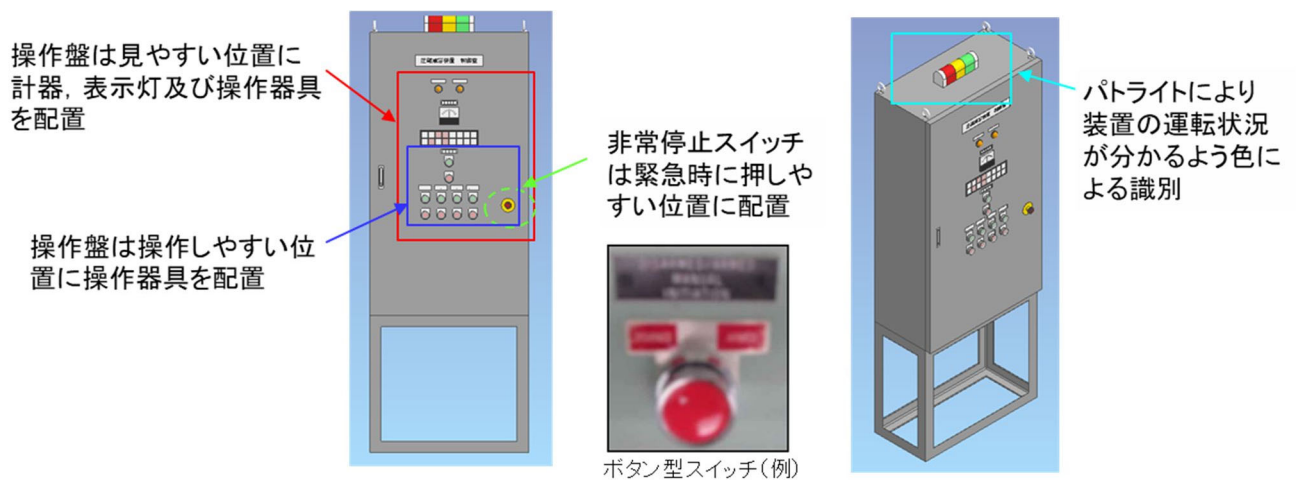 操作盤は見やすい位置に
計器，表示灯及び操作器具
を配置
操作盤は操作しやすい位
置に操作器具を配置
非常停止スイッチ
は緊急時に押しや
すい位置に配置
ボタン型スイッチ（例）
パトライトにより
装置の運転状況
が分かるよう色に
よる識別